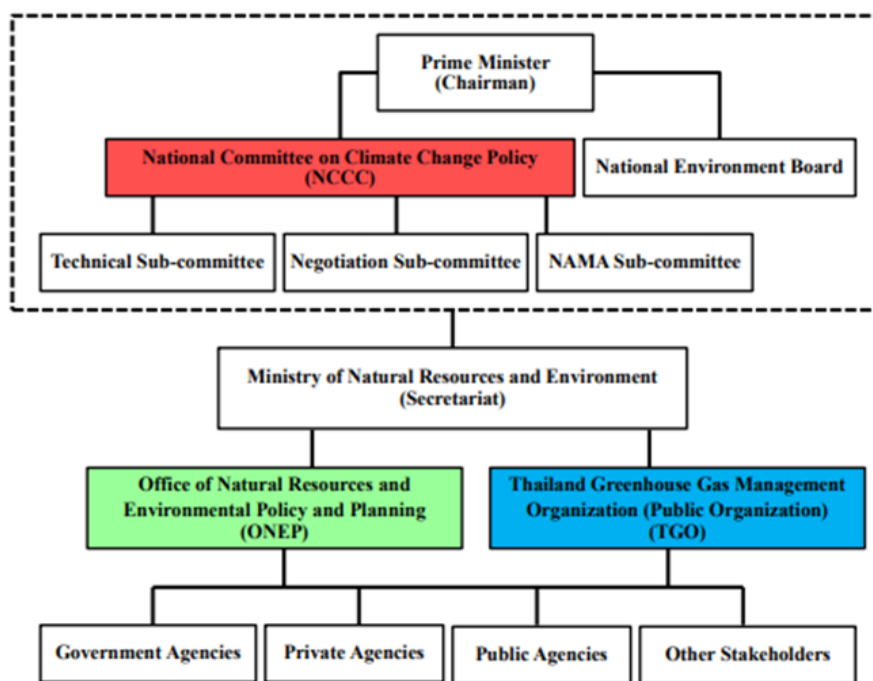 Prime Minister
(Chairman)
National Committee on Climate Change Policy
(NCCC)
National Environment Board
Technical Sub-committee
Negotiation Sub-committee
NAMA Sub-committee
Ministry of Natural Resources and Environment
(Secretariat)
Office of Natural Resources and
Environmental Policy and Planning
(ONEP)
Thailand Greenhouse Gas Management
Organization (Public Organization)
(TGO)
Government Agencies
Private Agencies
Public Agencies
Other Stakeholders